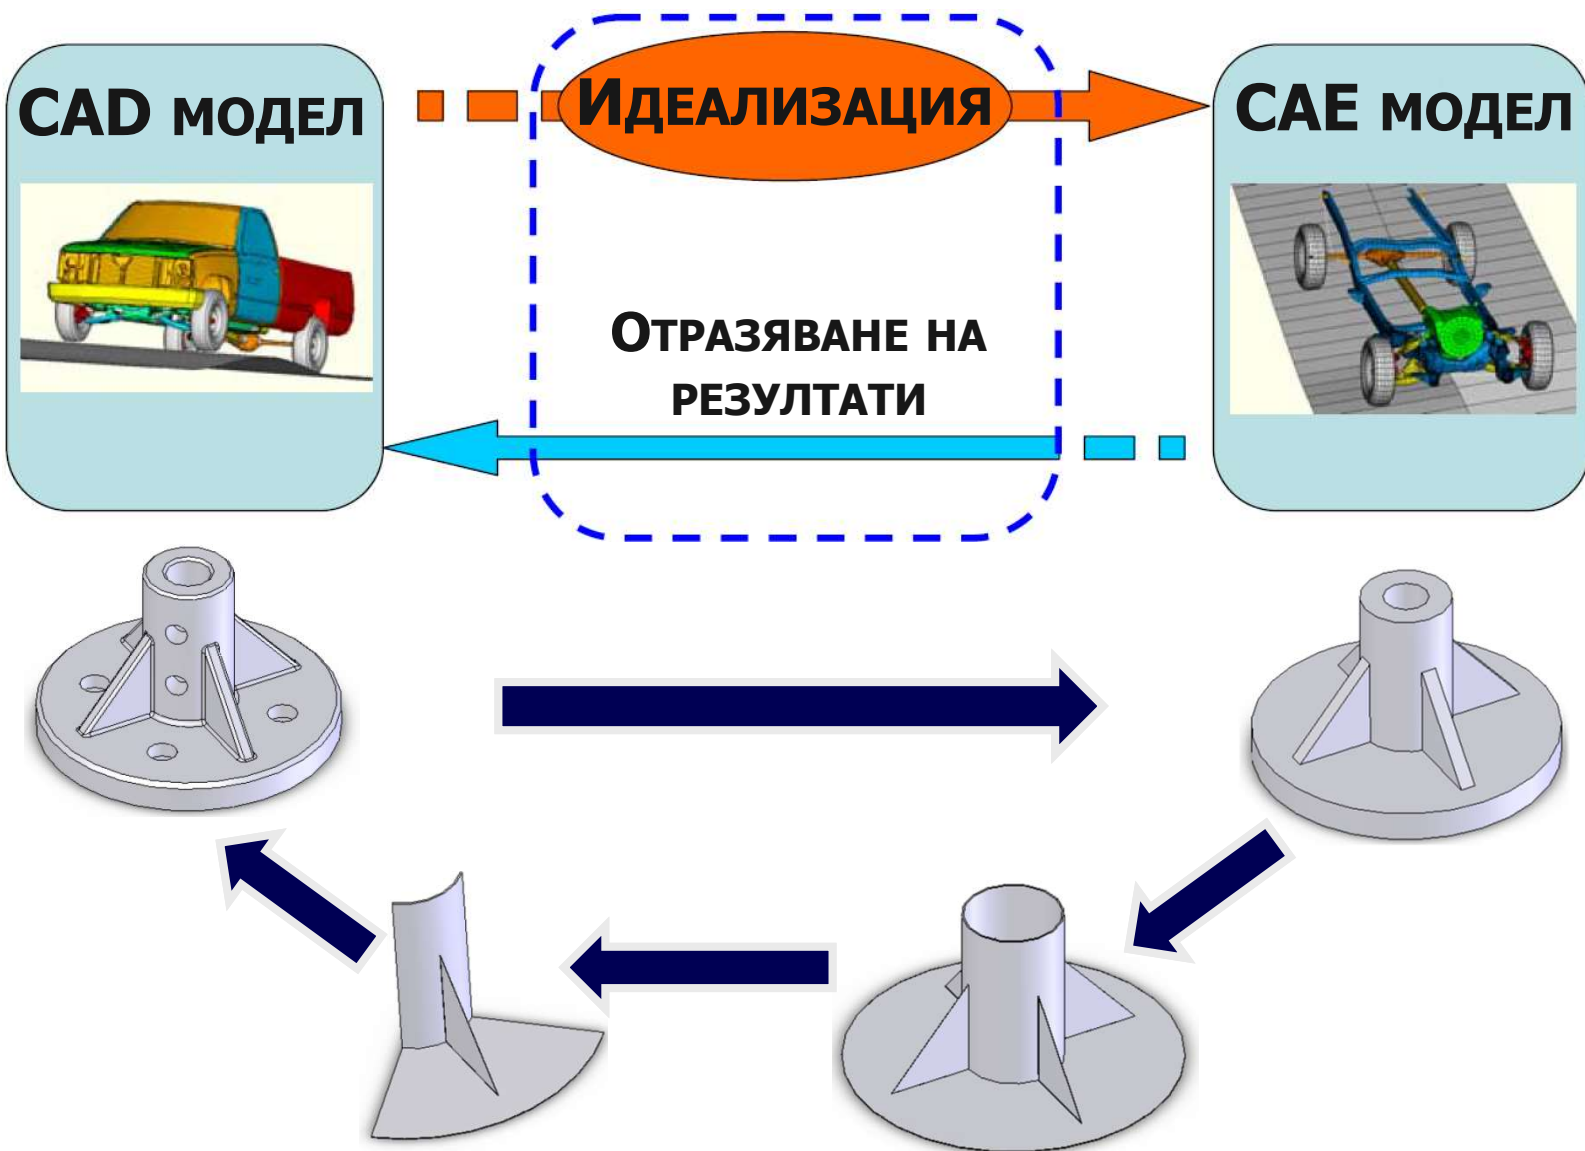 CAD МОДЕЛ
ИДЕАЛИЗАЦИЯ
CAE МОДЕЛ
ОТРАЗЯВАНЕ НА
РЕЗУЛТАТИ